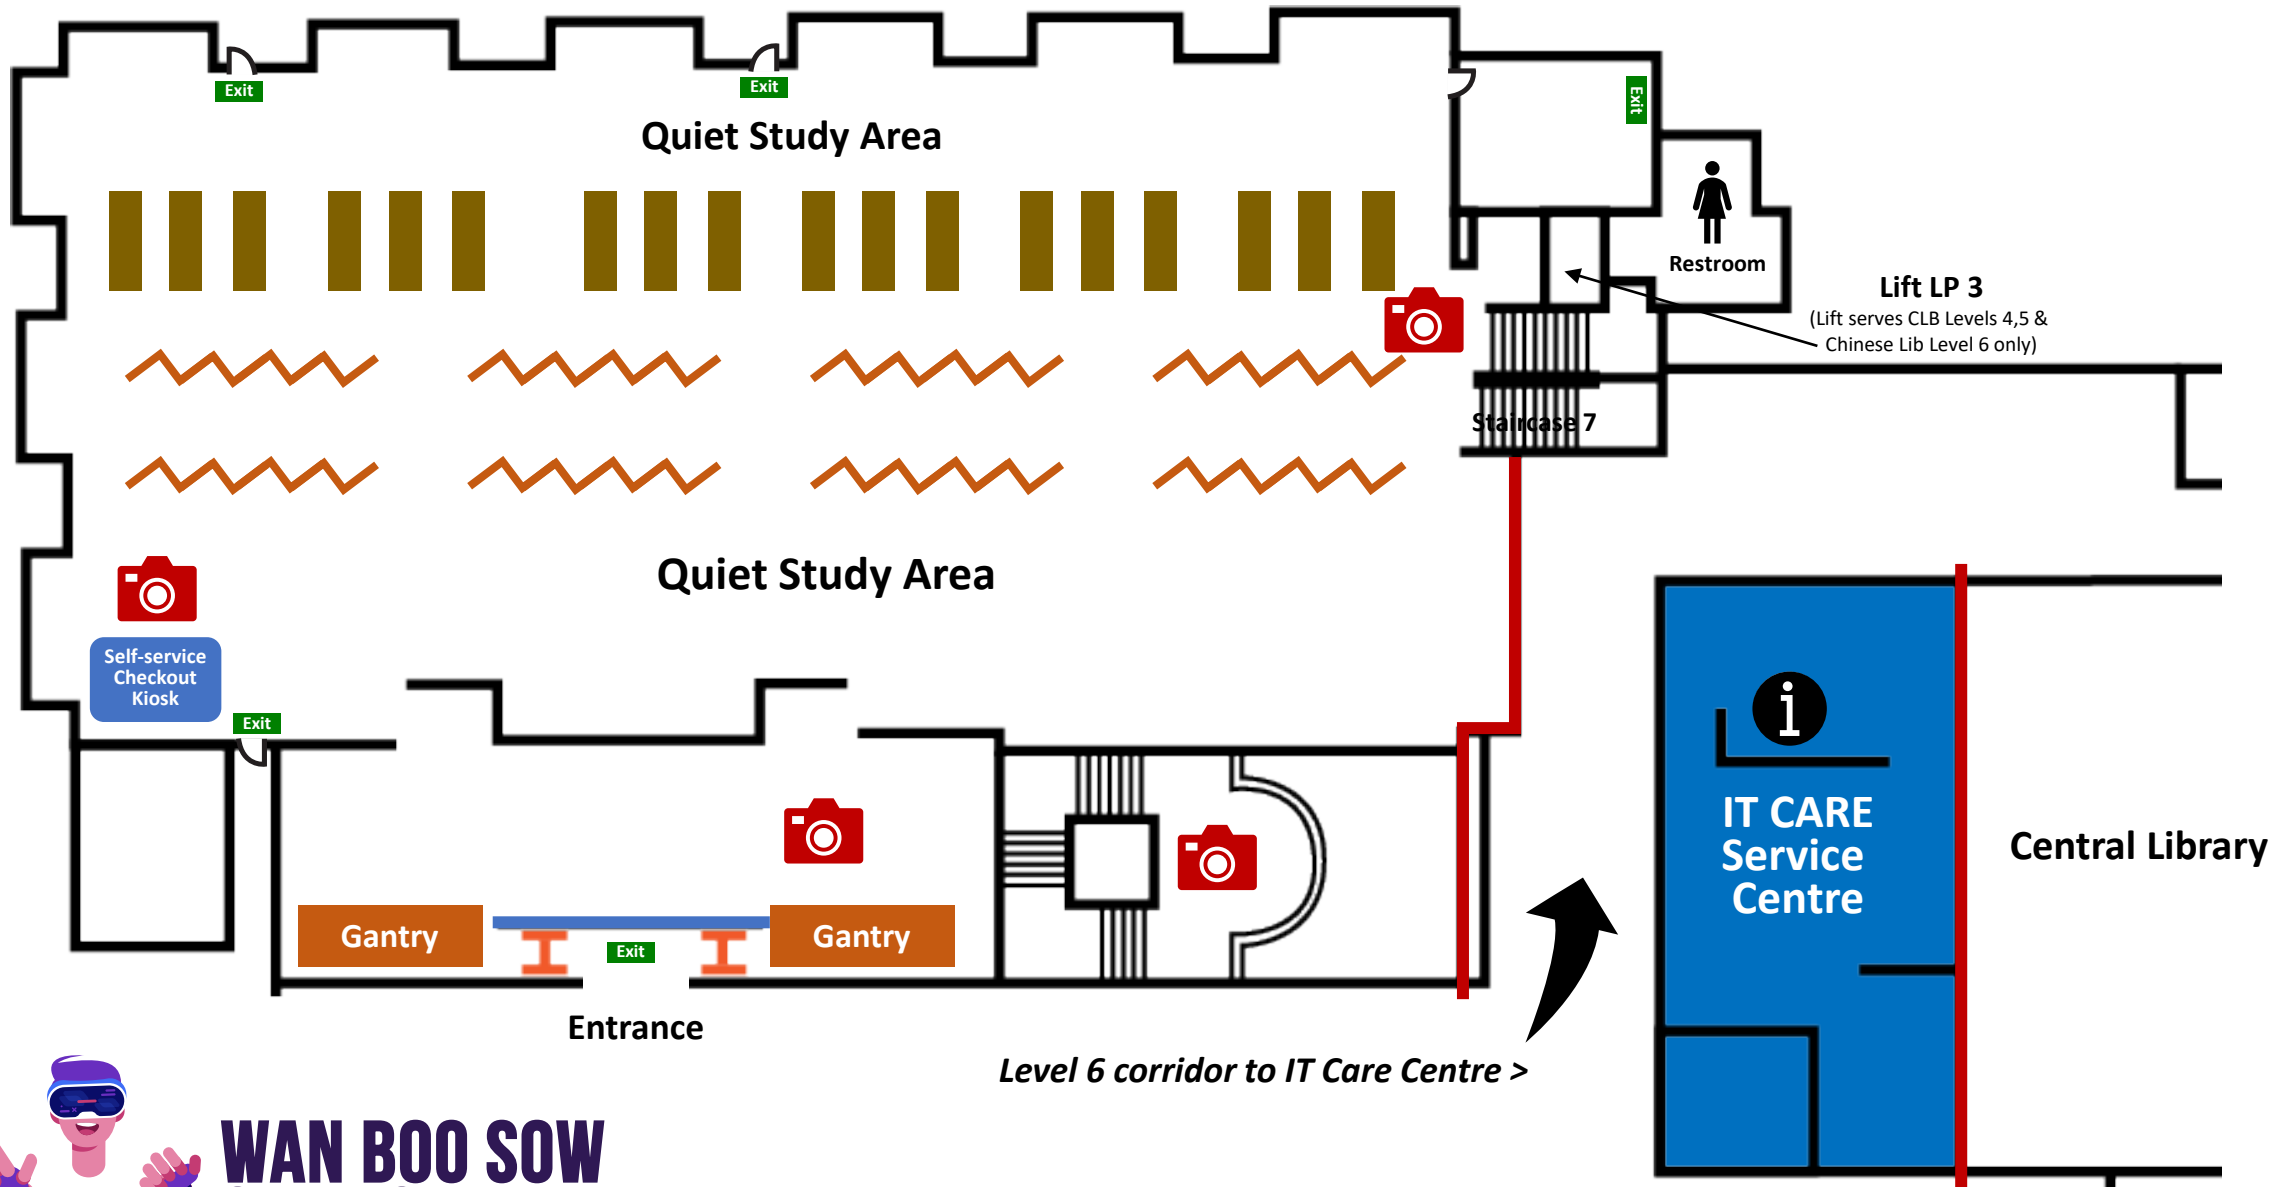 Exit
Exit
Exit
Quiet Study Area
Restroom
Lift LP 3
(Lift serves CLB Levels 4,5 &
Chinese Lib Level 6 only)
Staircase 7
Quiet Study Area
Self-service
Checkout
Kiosk
Exit
IT CARE
Service
Centre
Central Library
Gantry
Exit
Gantry
Entrance
Level 6 corridor to IT Care Centre >
WAN BOO SOW